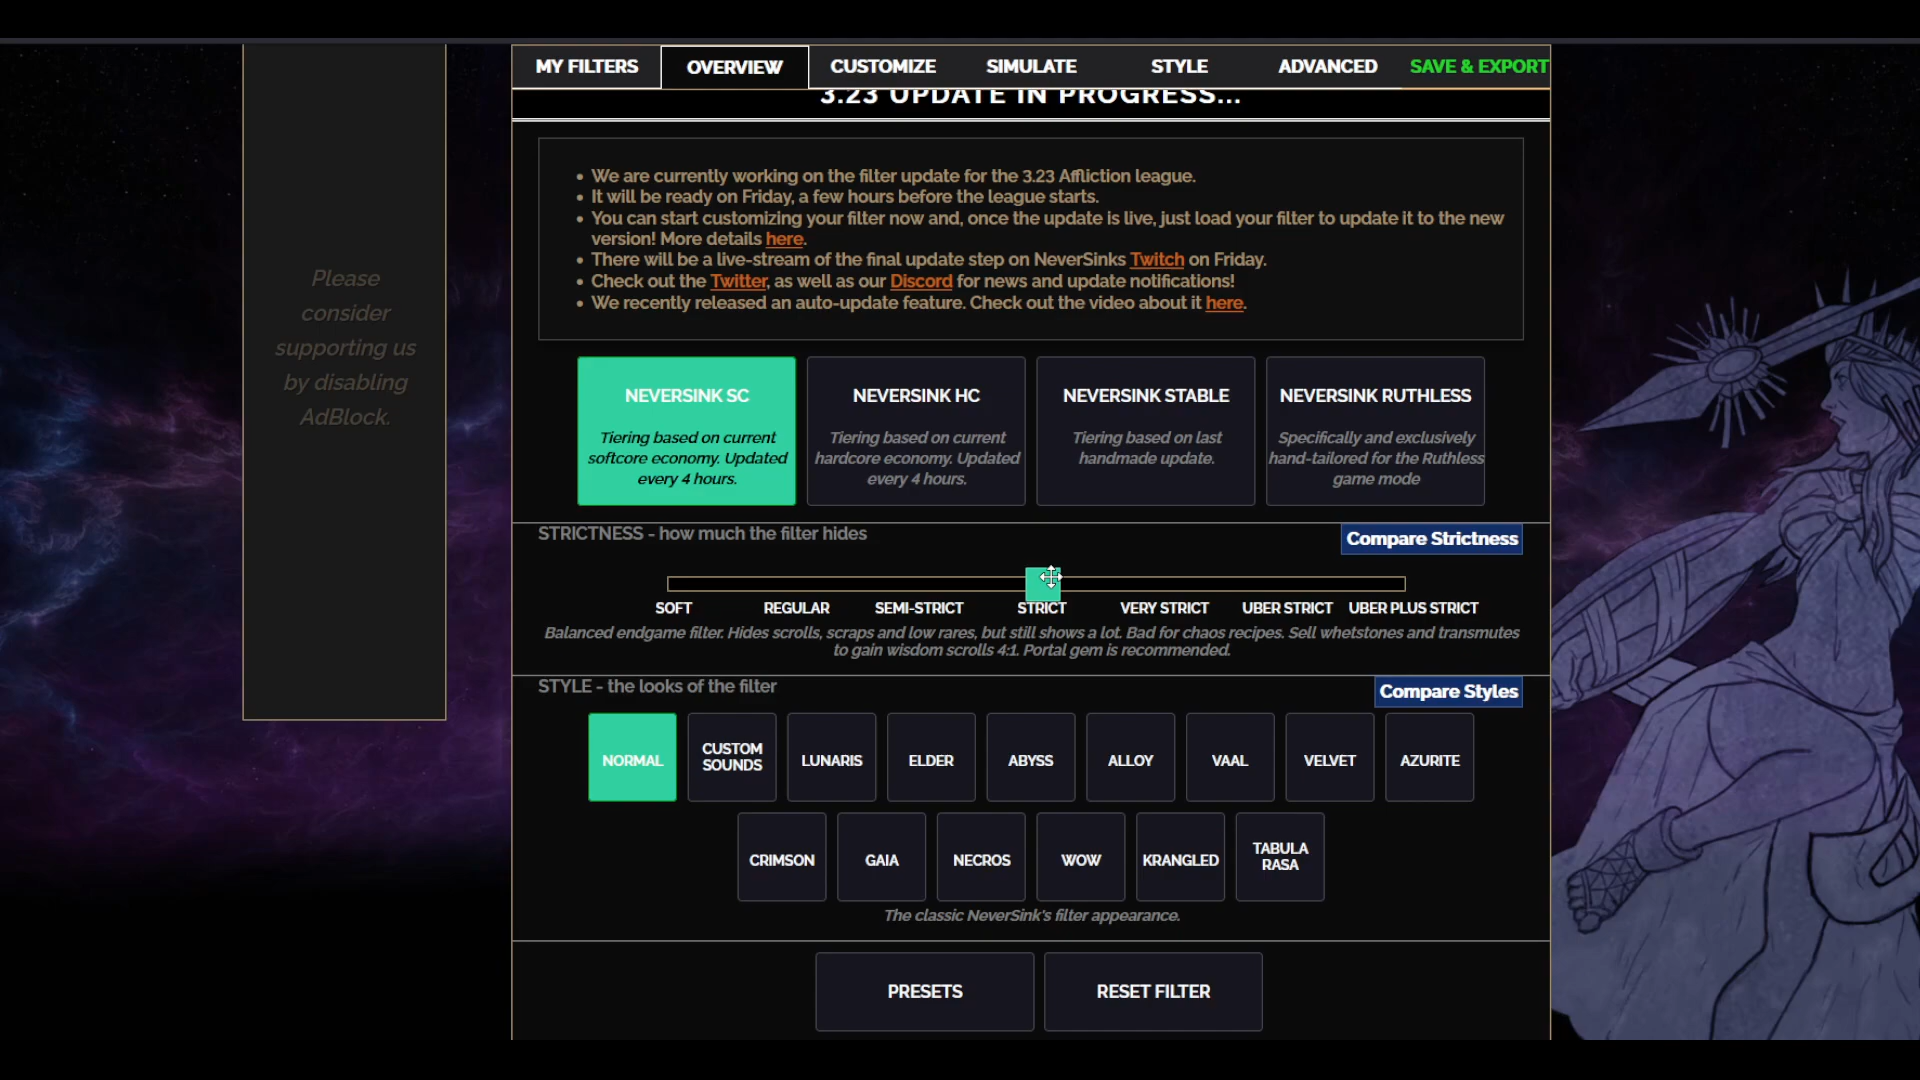 MY FILTERS
OVERVIEW
CUSTOMIZE
SIMULATE
STYLE
ADVANCED
SAVE & EXPORT
3.23 UPDATE IN PROGRESS...
Please
consider
supporting us
by disabling
AdBlock.
• We are currently working on the filter update for the 3.23 Affliction league.
• It will be ready on Friday, a few hours before the league starts.
• You can start customizing your filter now and, once the update is live, just load your filter to update it to the new
version! More details here.
• There will be a live-stream of the final update step on NeverSinks Twitch on Friday.
• Check out the Twitter, as well as our Discord for news and update notifications!
• We recently released an auto-update feature. Check out the video about it here.
NEVERSINK SC
Tiering based on current
softcore economy. Updated
every 4 hours.
NEVERSINK HC
Tiering based on current
hardcore economy. Updated
every 4 hours.
NEVERSINK STABLE
Tiering based on last
handmade update.
NEVERSINK RUTHLESS
Specifically and exclusively
hand-tailored for the Ruthless
game mode
STRICTNESS - how much the filter hides
Compare Strictness
SOFT
REGULAR
SEMI-STRICT
STRICT
VERY STRICT
UBER STRICT
UBER PLUS STRICT
Balanced endgame filter. Hides scrolls, scraps and low rares, but still shows a lot. Bad for chaos recipes. Sell whetstones and transmutes
to gain wisdom scrolls 4:1. Portal gem is recommended.
STYLE - the looks of the filter
Compare Styles
NORMAL
CUSTOM
SOUNDS
LUNARIS
ELDER
ABYSS
ALLOY
VAAL
VELVET
AZURITE
CRIMSON
GAIA
NECROS
WOW
KRANGLED
TABULA
RASA
The classic NeverSink's filter appearance.
PRESETS
RESET FILTER